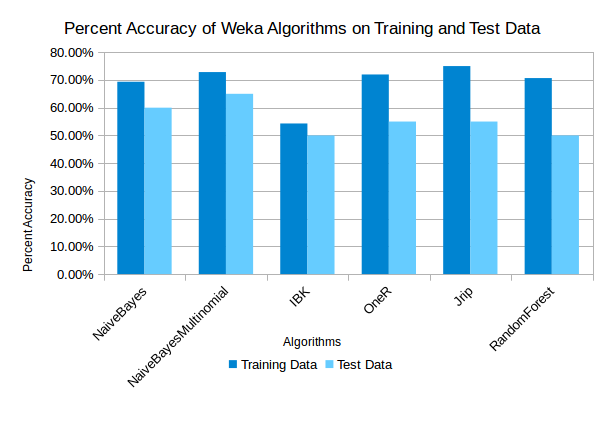 Percent Accuracy of Weka Algorithms on Training and Test Data
80.00%
70.00%
60.00%
50.00%
40.00%
30.00%
20.00%
10.00%
0.00%
Percent Accuracy
NaiveBayes
NaiveBayesMultinomial
IBK
OneR
Jrip
RandomForest
Algorithms
Training Data
Test Data